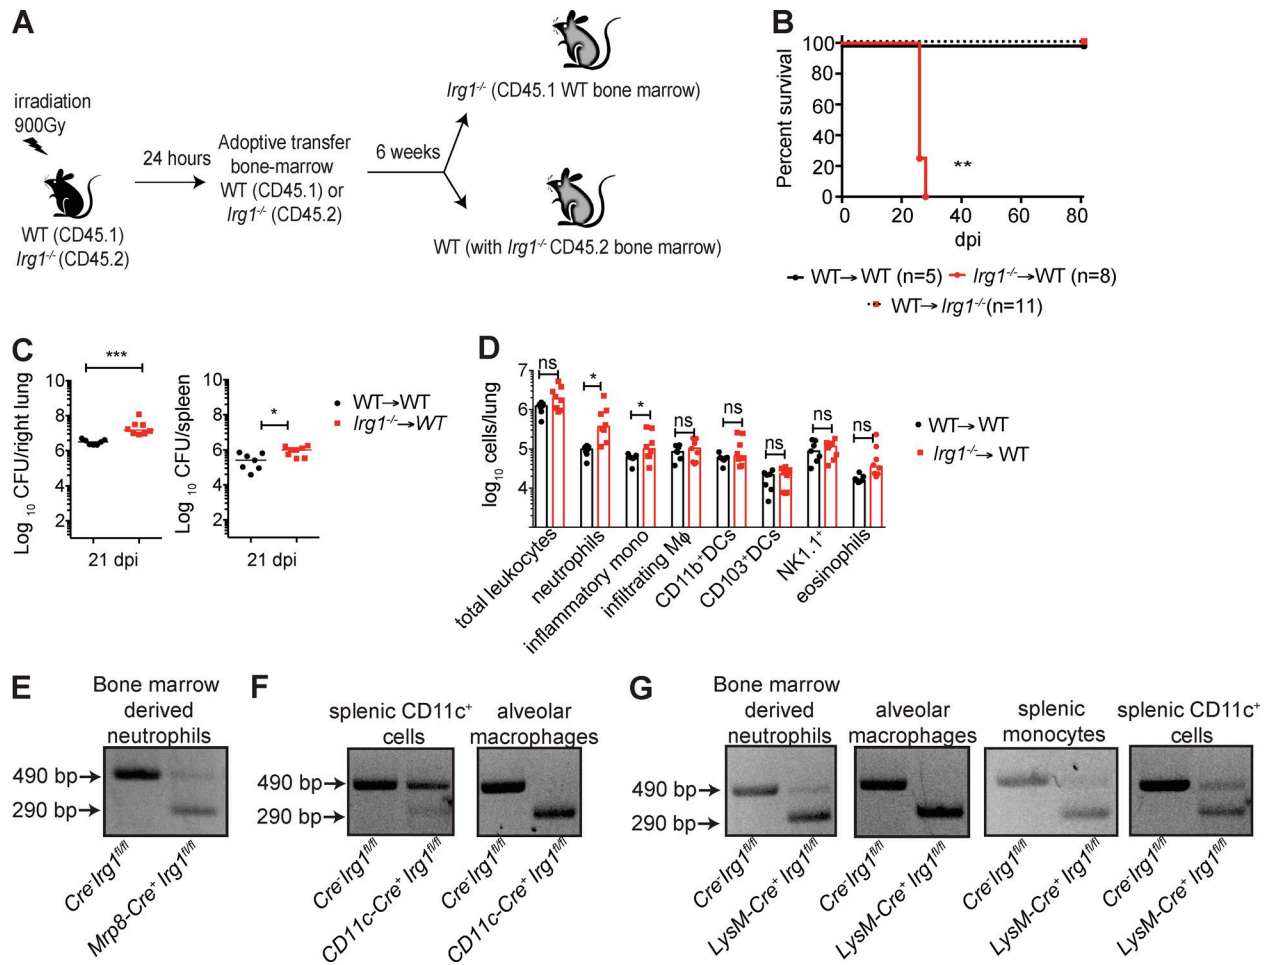 A
irradiation
900Gy
WT (CD45.1)
Irg1-/- (CD45.2)
24 hours
Adoptive transfer
bone-marrow
WT (CD45.1) or
Irg1-/- (CD45.2)
6 weeks
Irg1-/- (CD45.1 WT bone marrow)
WT (with Irg1-/- CD45.2 bone marrow)
B
Percent survival
100
80
60
40
20
0
**
0 20 40 60 80
dpi
WT→WT (n=5) Irg1-/-→WT (n=8)
WT→Irg1-/-(n=11)
C
Log 10 CFU/right lung
10
8
6
4
2
***
21 dpi
Log 10 CFU/spleen
10
8
6
4
2
*
21 dpi
WT→WT
Irg1-/-→WT
D
log10 cells/lung
7
6
5
4
ns * * ns ns ns ns ns
total leukocytes
neutrophils
inflammatory mono
infiltrating Mϕ
CD11b+DCs
CD103+DCs
NK1.1+
eosinophils
WT→WT
Irg1-/-→WT
E
Bone marrow
derived
neutrophils
490 bp→
290 bp→
Cre-Irg1fl/fl
Mrp8-Cre+ Irg1fl/fl
F
splenic CD11c+
cells
alveolar
macrophages
490 bp→
290 bp→
Cre-Irg1fl/fl
CD11c-Cre+ Irg1fl/fl
Cre-Irg1fl/fl
CD11c-Cre+ Irg1fl/fl
G
Bone marrow
derived
neutrophils
alveolar
macrophages
splenic
monocytes
splenic CD11c+
cells
490 bp→
290 bp→
Cre-Irg1fl/fl
LysM-Cre+ Irg1fl/fl
Cre-Irg1fl/fl
LysM-Cre+ Irg1fl/fl
Cre-Irg1fl/fl
LysM-Cre+ Irg1fl/fl
Cre-Irg1fl/fl
LysM-Cre+ Irg1fl/fl